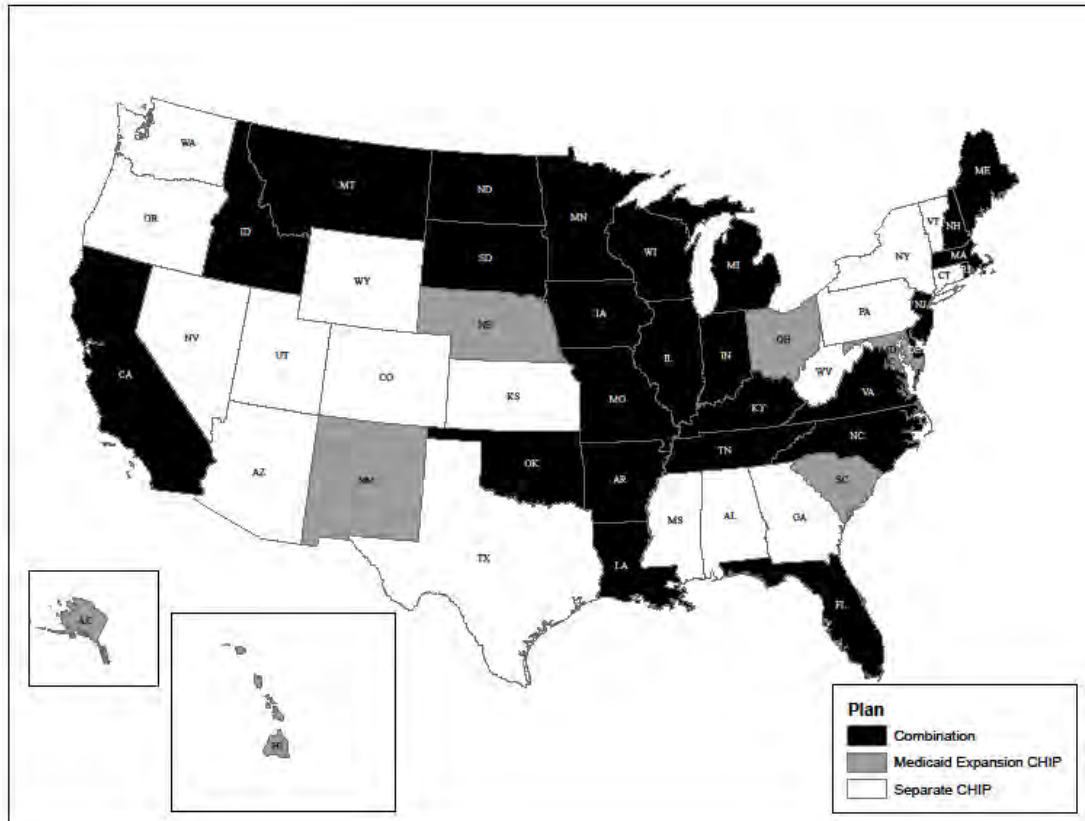 ME
WA
MT
ND
MN
OR
ID
VT
NH
WI
SD
MI
NY
MA
CT
WY
IA
PA
NJ
NE
OH
NV
IL
IN
UT
CO
WV
VA
CA
KS
MO
KY
NC
TN
OK
AZ
NM
AR
SC
MS
AL
GA
TX
LA
FL
HI
Plan
Combination
Medicaid Expansion CHIP
Separate CHIP